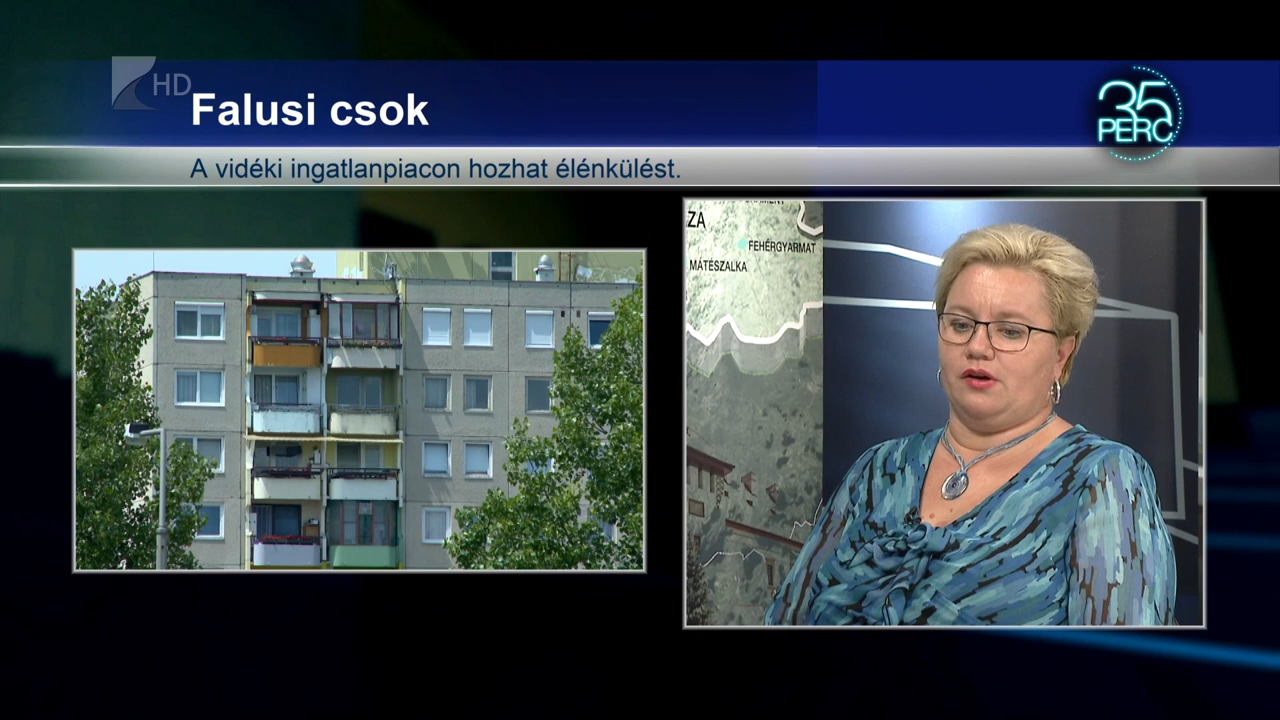 HD
Falusi csok
35
PERC
A vidéki ingatlanpiacon hozhat élénkülést.
ZA
FEHÉRGYARMAT
MÁTÉSZALKA